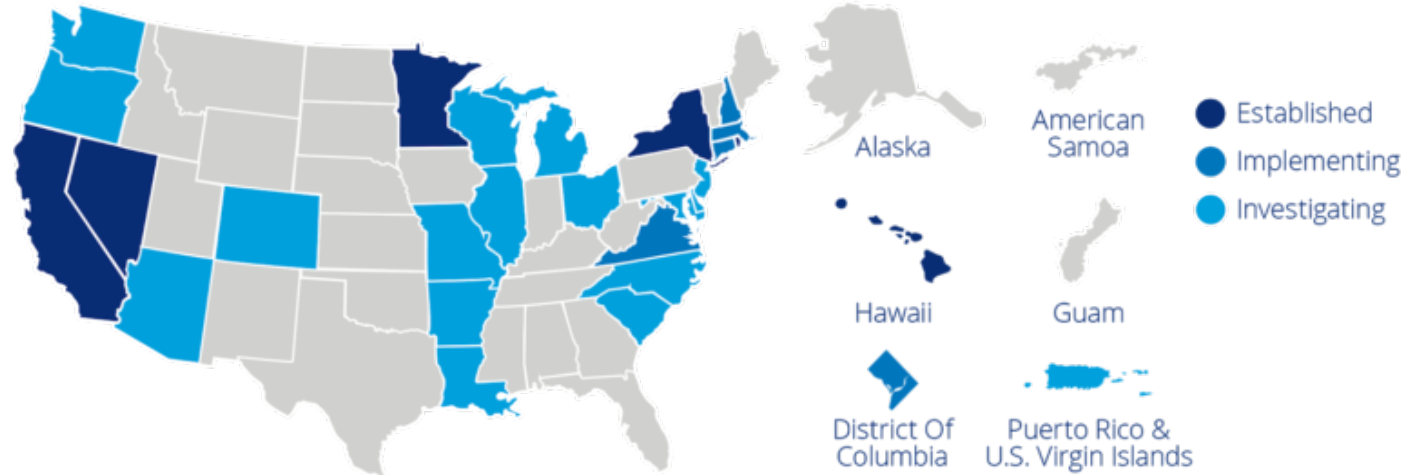 Alaska
American
Samoa
Hawaii
Guam
District Of
Columbia
Puerto Rico &
U.S. Virgin Islands
Established
Implementing
Investigating